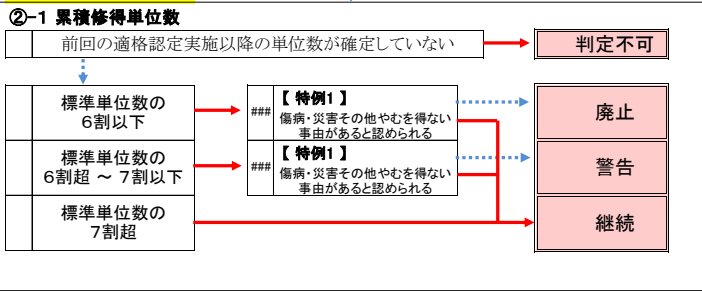 ②-1 累積修得単位数
前回の適格認定実施以降の単位数が確定していない
判定不可
標準単位数の
6割以下
###
【 特例1 】
傷病・災害その他やむを得ない
事由があると認められる
廃止
標準単位数の
6割超 ~ 7割以下
###
【 特例1 】
傷病・災害その他やむを得ない
事由があると認められる
警告
標準単位数の
7割超
継続